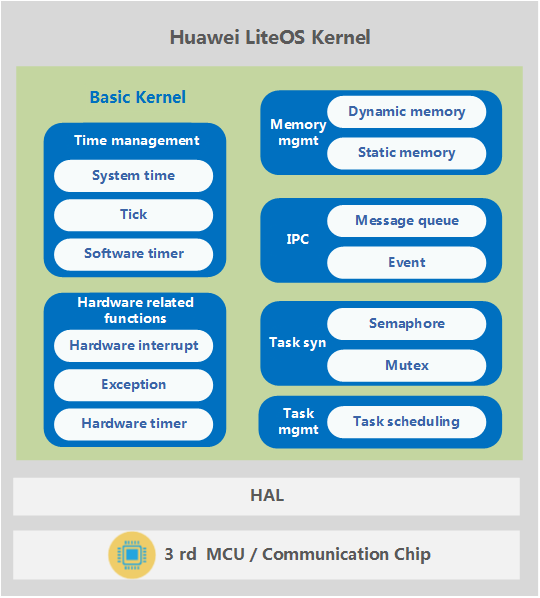 Huawei LiteOS Kernel
Basic Kernel
Time management
System time
Tick
Software timer
Hardware related
functions
Hardware interrupt
Exception
Hardware timer
Memory
mgmt
Dynamic memory
Static memory
IPC
Message queue
Event
Task syn
Semaphore
Mutex
Task
mgmt
Task scheduling
HAL
3 rd MCU / Communication Chip